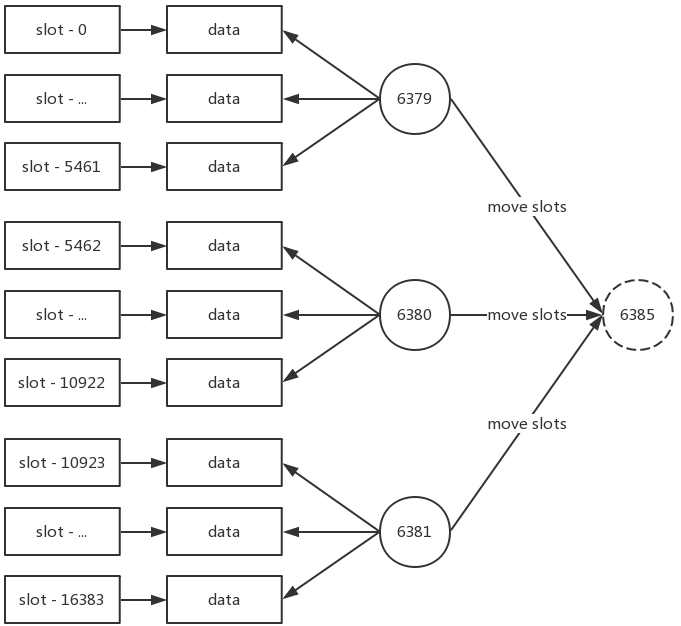 slot - 0 data
slot - ... data 6379
slot - 5461 data
move slots
slot - 5462 data
slot - ... data 6380 move slots 6385
slot - 10922 data
move slots
slot - 10923 data
slot - ... data 6381
slot - 16383 data